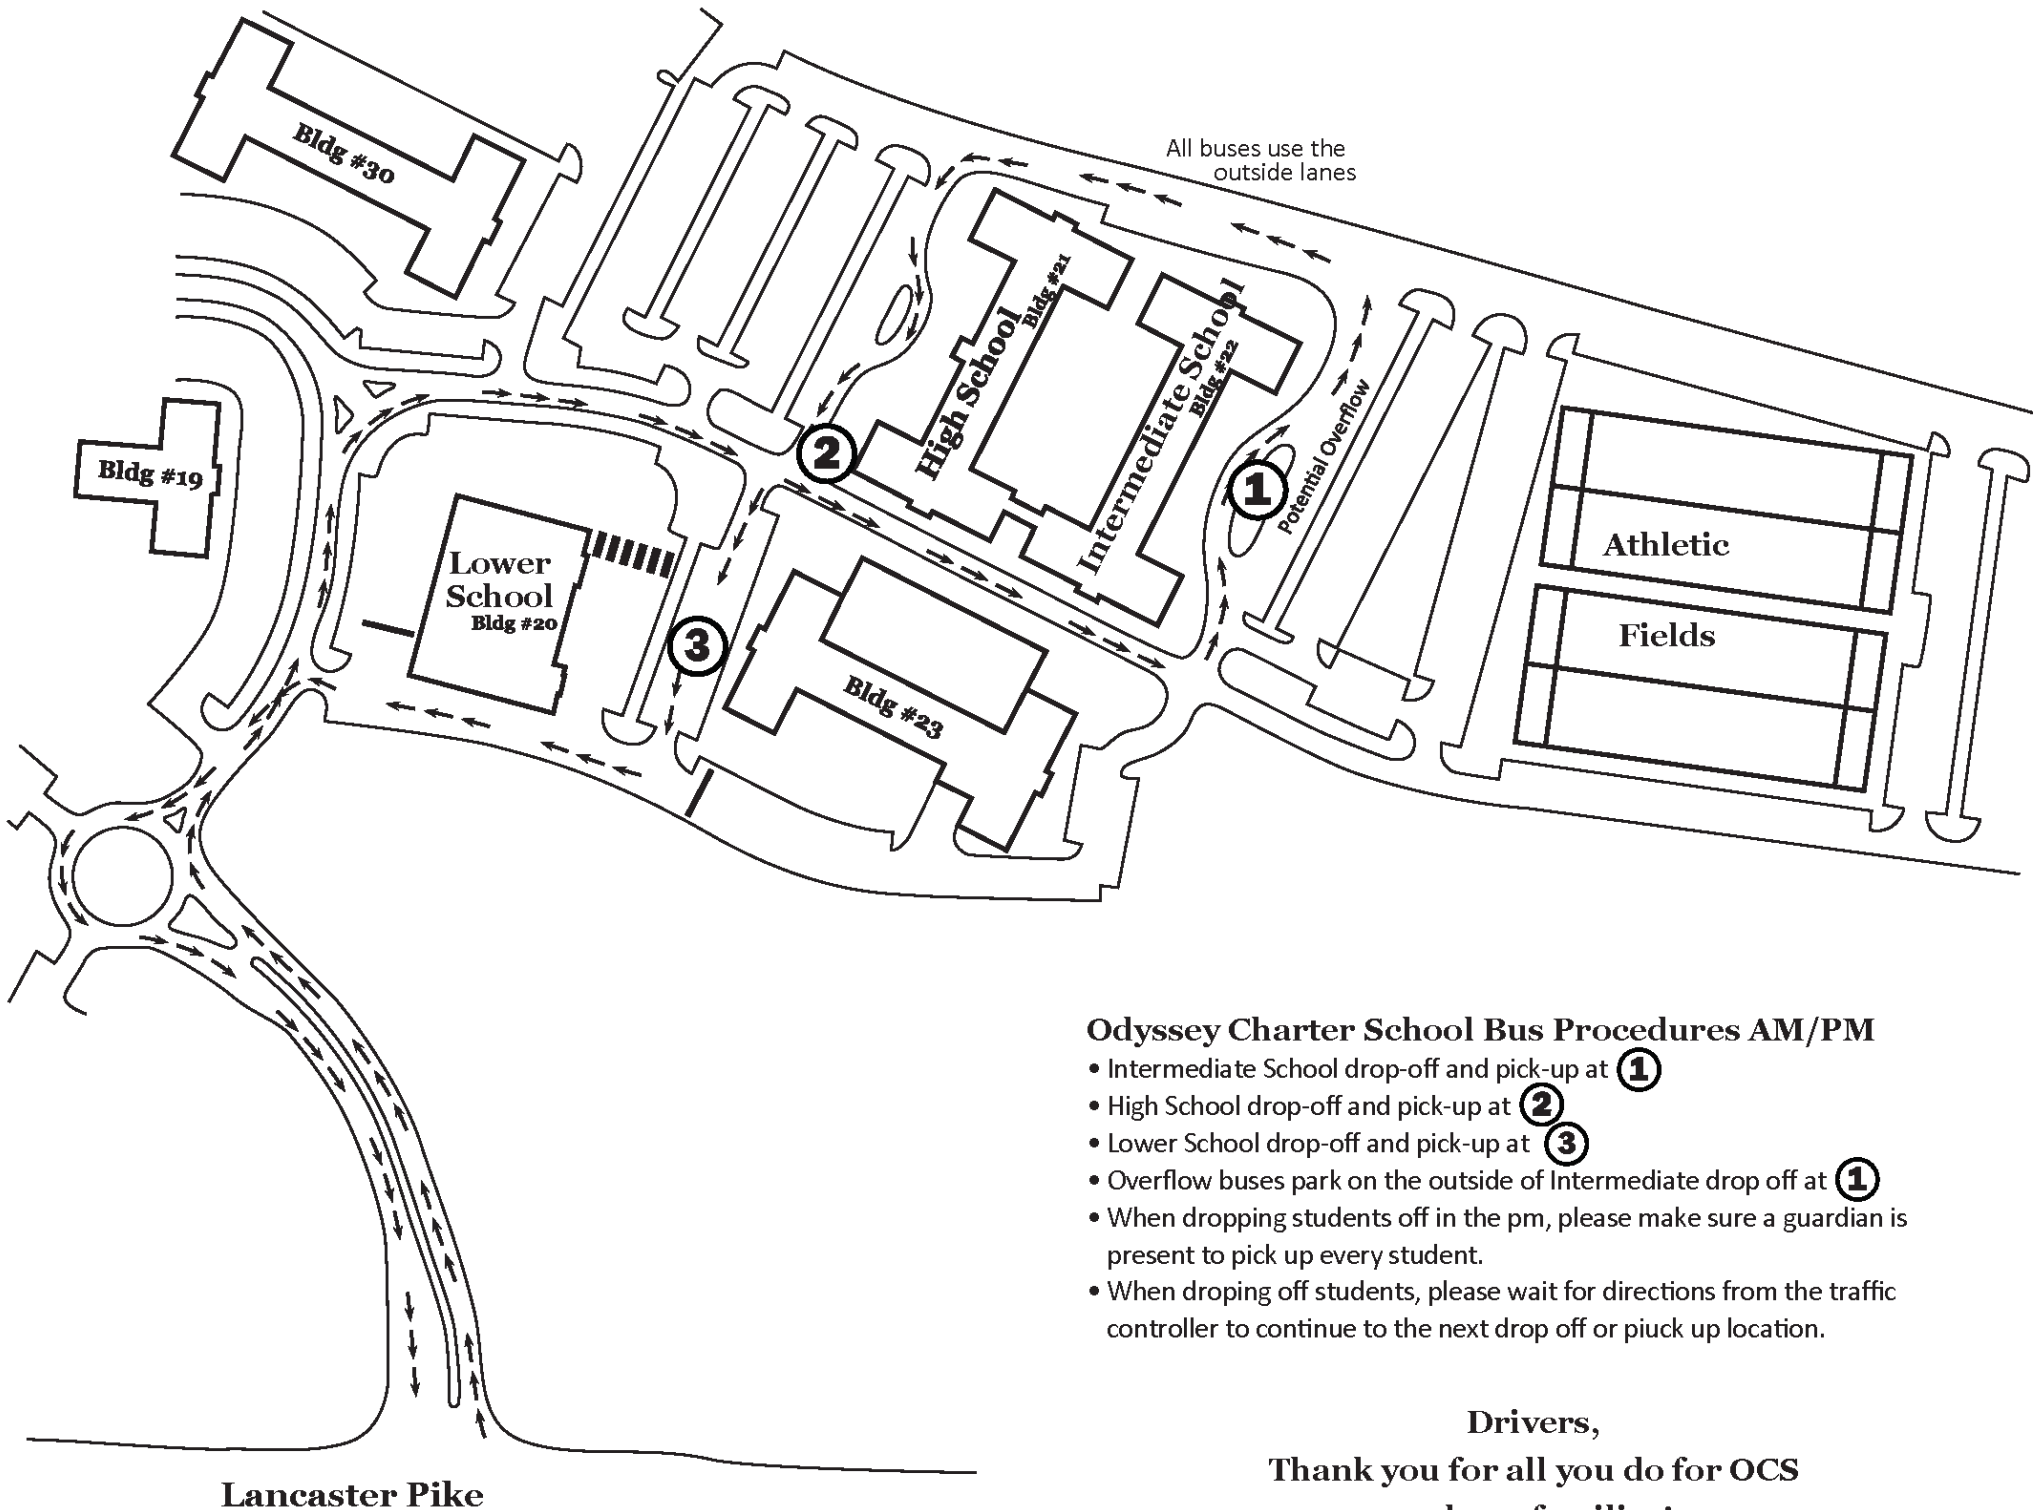 Bldg #30
All buses use the
outside lanes
High School
Bldg #21
Intermediate School
Bldg #22
Potential Overflow
1
2
Bldg #19
Lower
School
Bldg #20
3
Bldg #23
Athletic
Fields
Odyssey Charter School Bus Procedures AM/PM
• Intermediate School drop-off and pick-up at 1
• High School drop-off and pick-up at 2
• Lower School drop-off and pick-up at 3
• Overflow buses park on the outside of Intermediate drop off at 1
• When dropping students off in the pm, please make sure a guardian is
present to pick up every student.
• When droping off students, please wait for directions from the traffic
controller to continue to the next drop off or piuck up location.
Drivers,
Thank you for all you do for OCS
Lancaster Pike